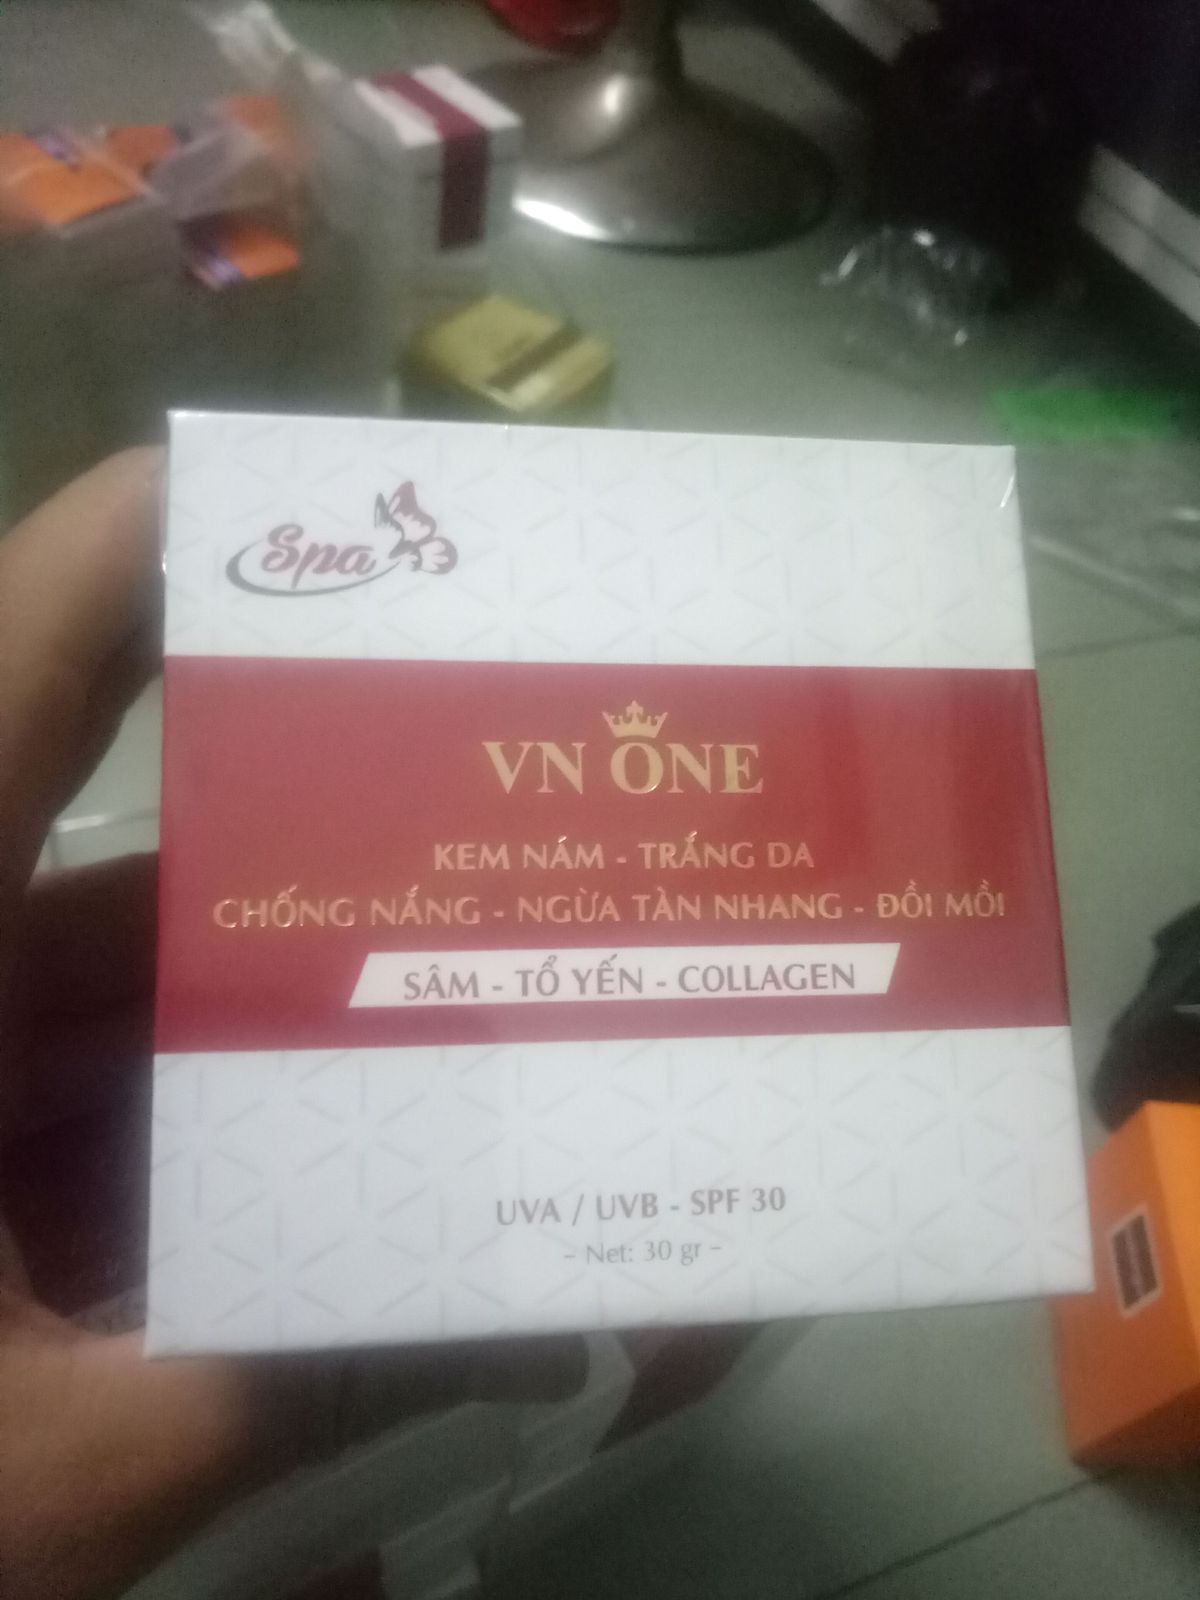 Spa
VN ONE
KEM NÁM - TRẮNG DA
CHỐNG NẮNG - NGỪA TÀN NHANG - ĐỒI MỒI
SÂM - TỔ YẾN - COLLAGEN
UVA / UVB - SPF 30
- Net: 30 gr -